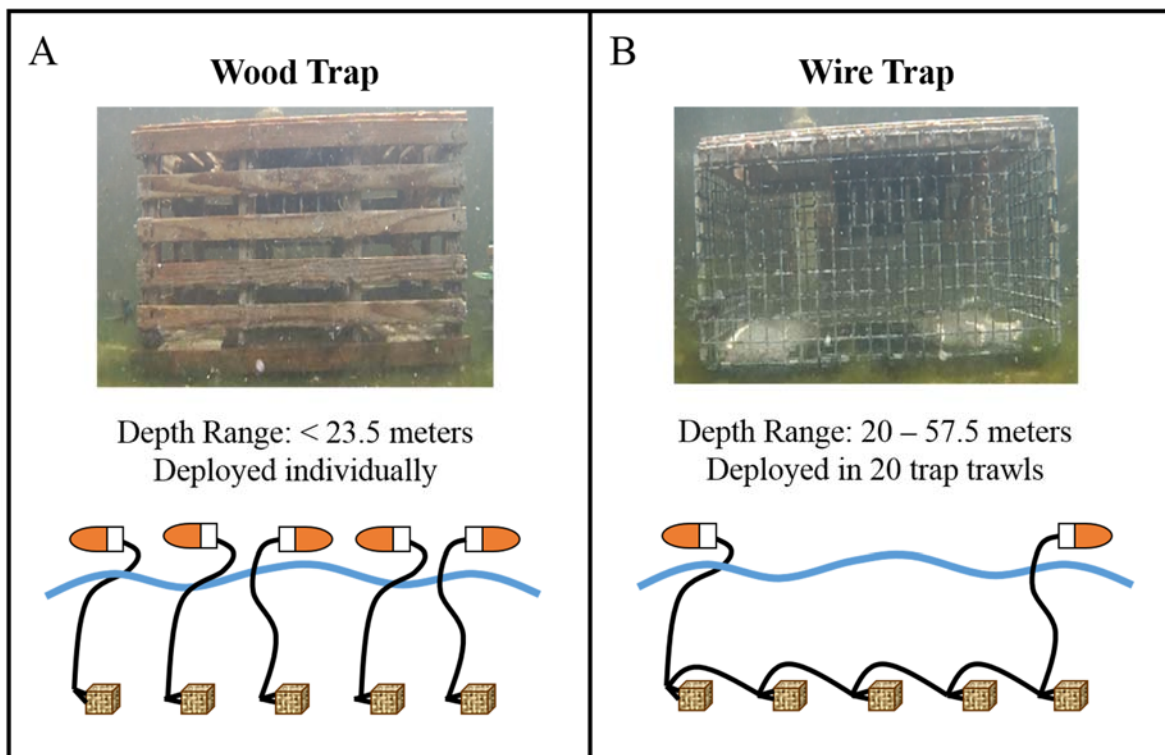 A
Wood Trap
Depth Range: < 23.5 meters
Deployed individually
B
Wire Trap
Depth Range: 20 – 57.5 meters
Deployed in 20 trap trawls